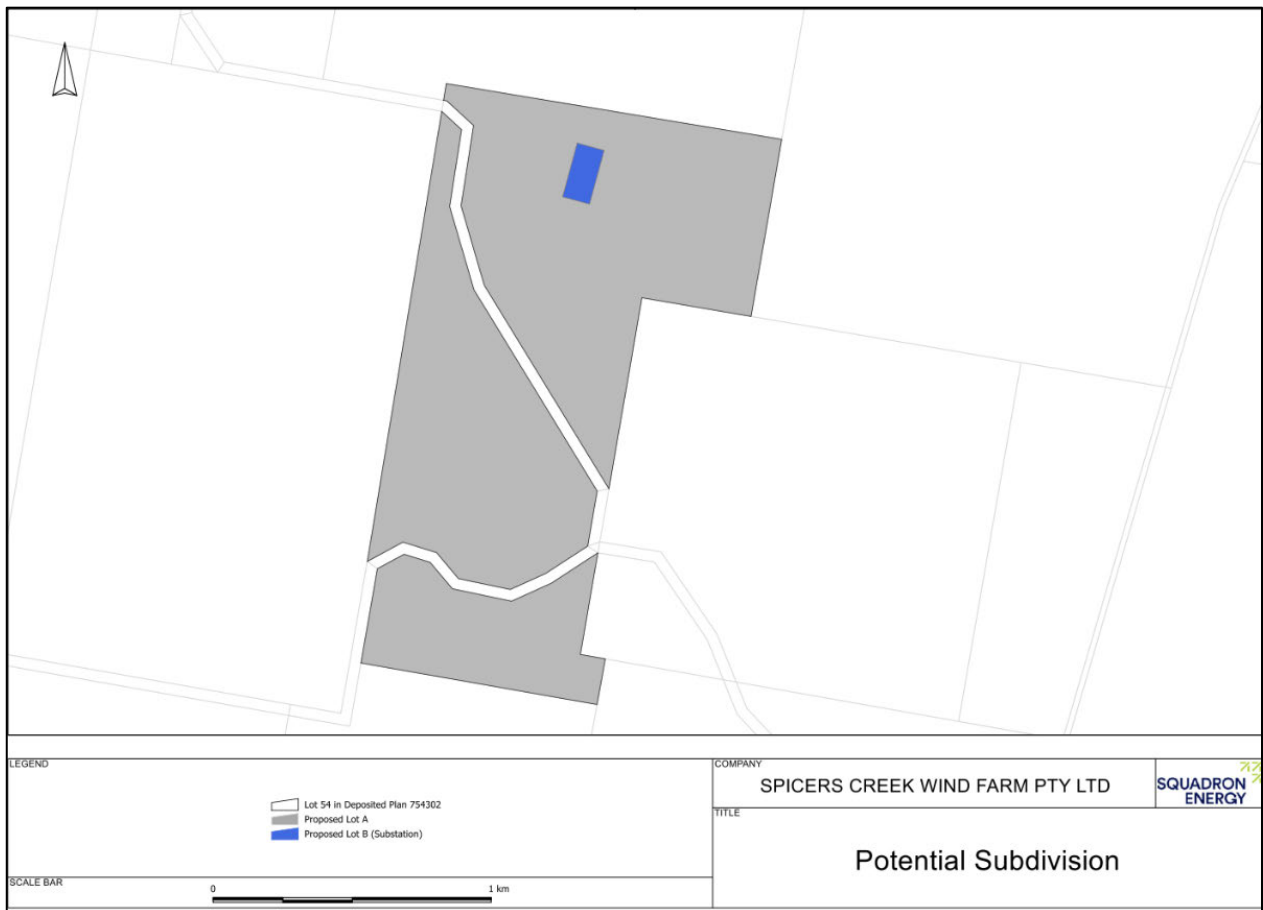 LEGEND
Lot 54 in Deposited Plan 754302
Proposed Lot A
Proposed Lot B (Substation)
SCALE BAR
0 1 km
COMPANY
SPICERS CREEK WIND FARM PTY LTD
SQUADRON
ENERGY
TITLE
Potential Subdivision